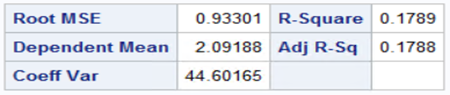 Root MSE 0.93301 R-Square 0.1789
Dependent Mean 2.09188 Adj R-Sq 0.1788
Coeff Var 44.60165